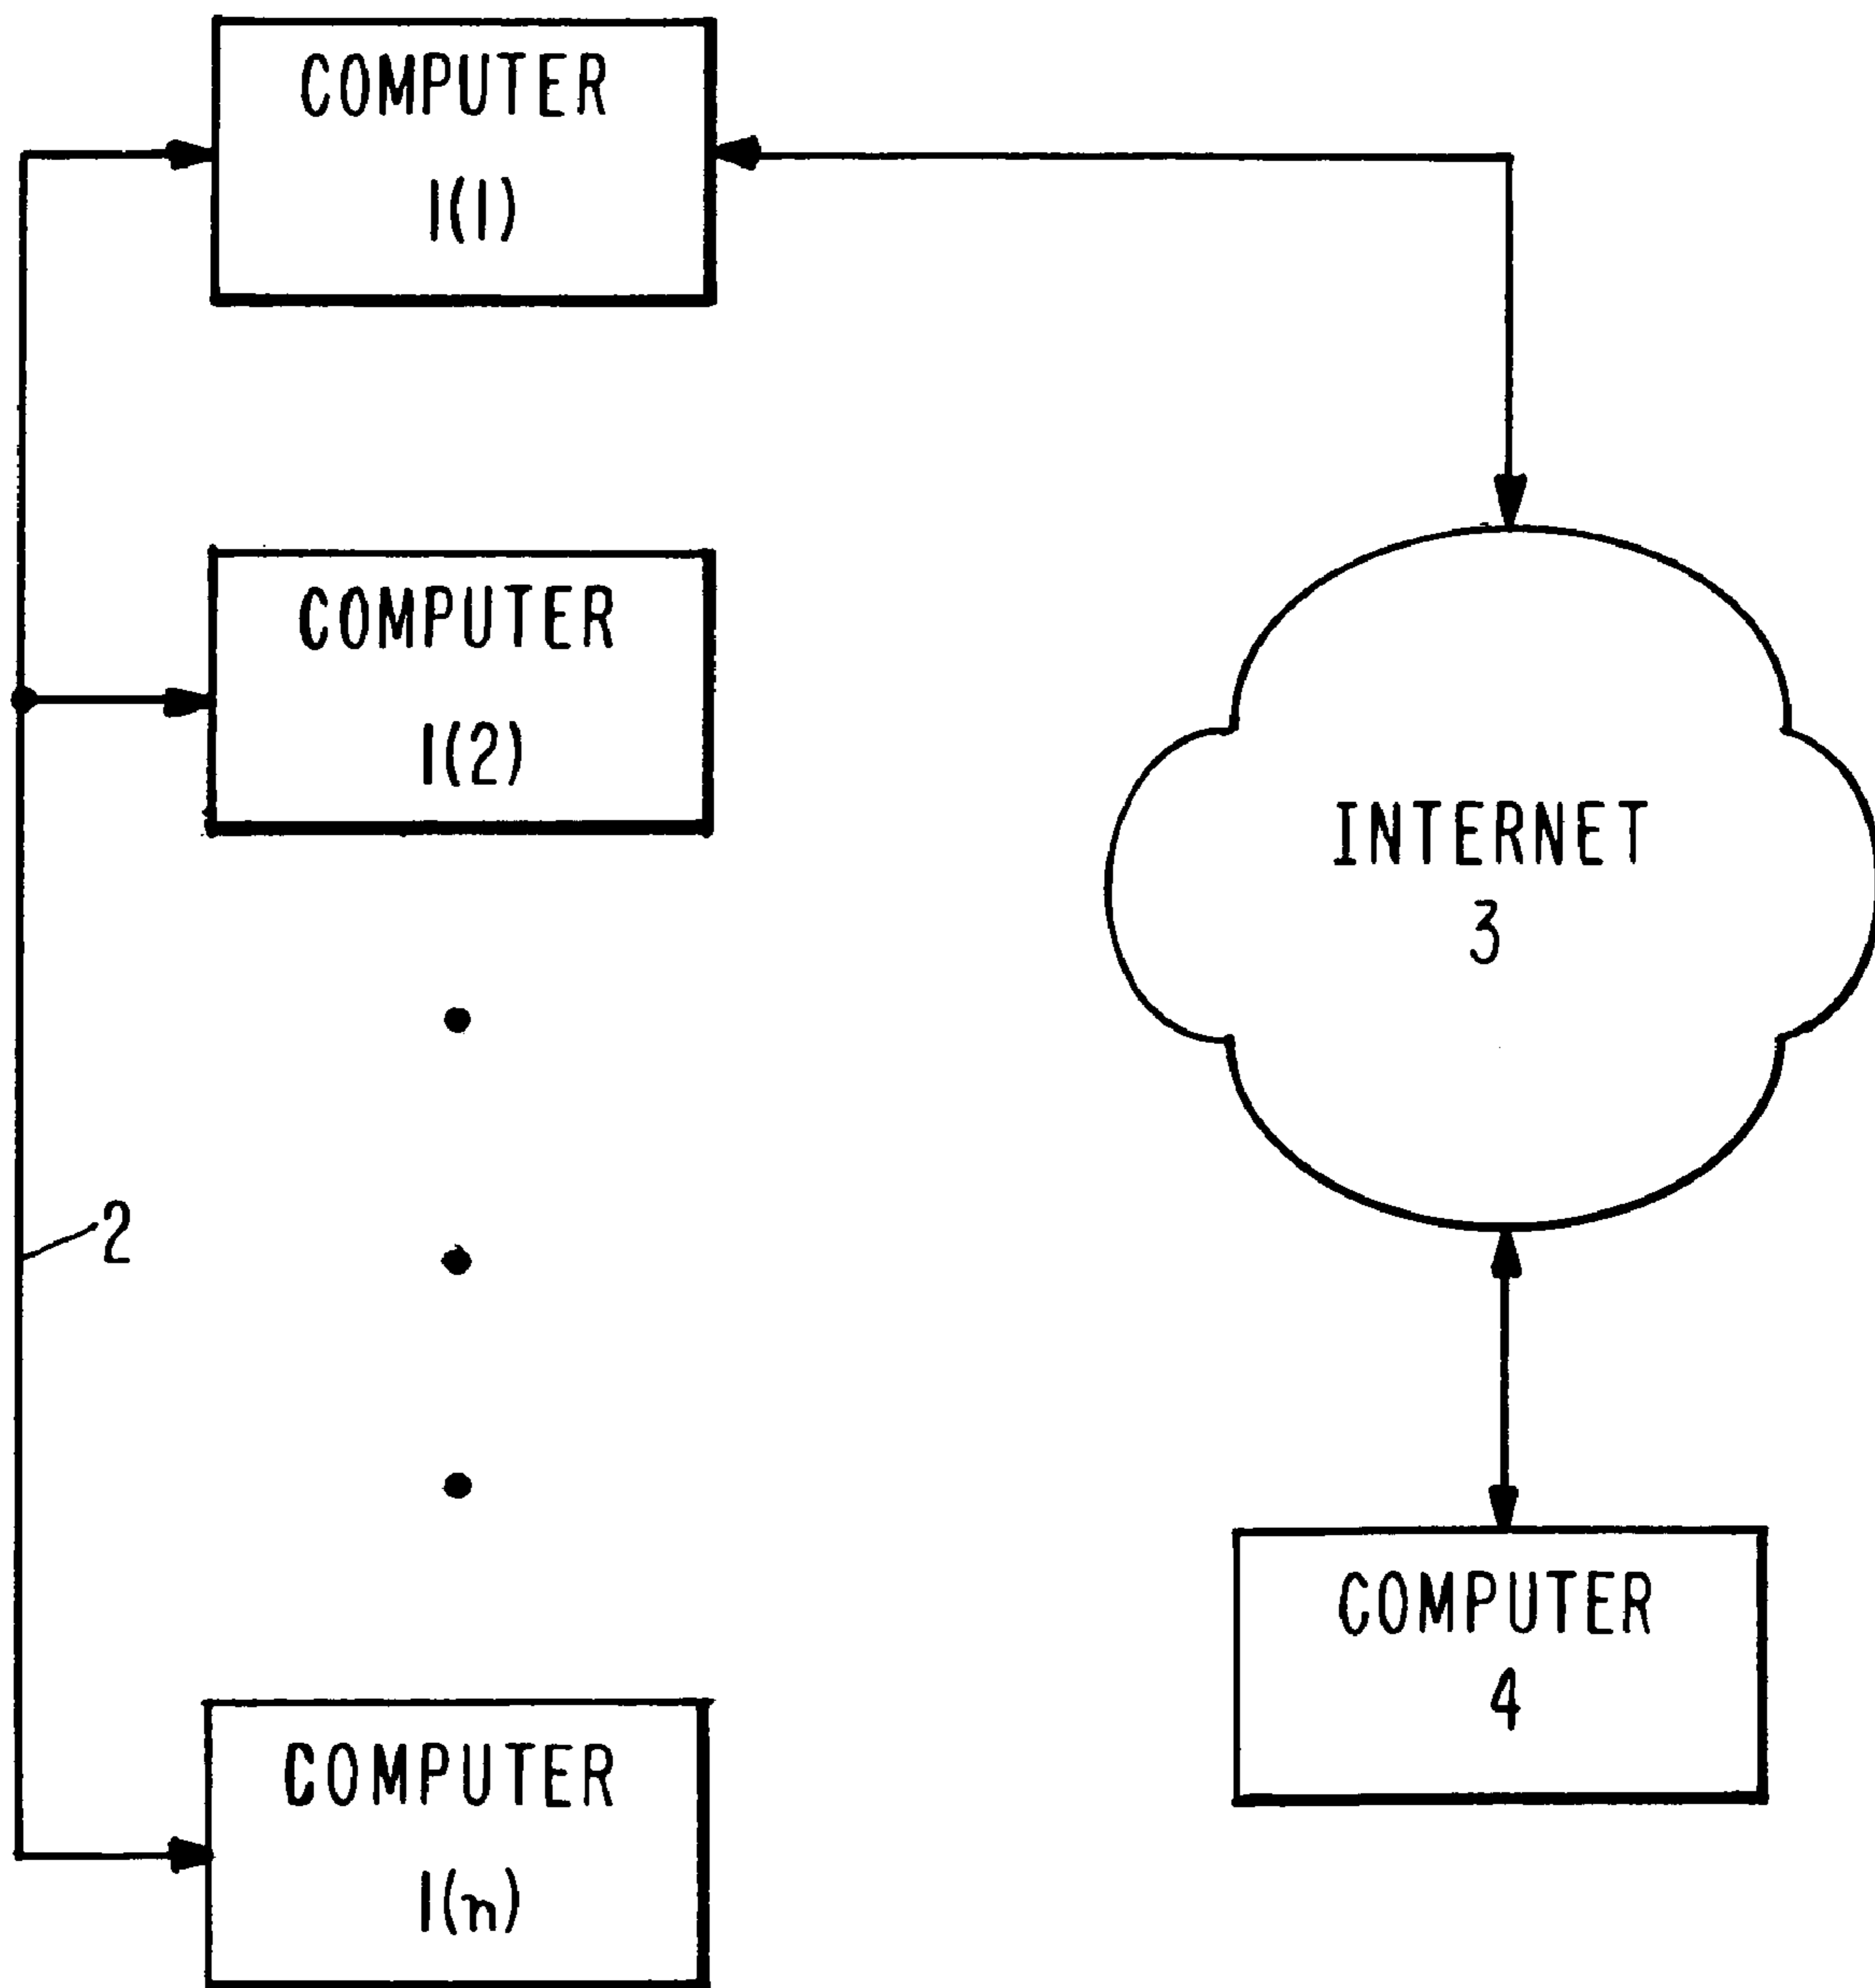 COMPUTER
1(1)
COMPUTER
1(2)
INTERNET
3
2
COMPUTER
4
COMPUTER
1(n)